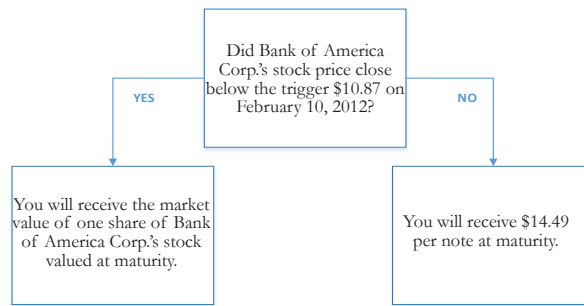 Did Bank of America
Corp.'s stock price close
below the trigger $10.87 on
February 10, 2012?
YES
NO
You will receive the market
value of one share of Bank
of America Corp.'s stock
valued at maturity.
You will receive $14.49
per note at maturity.